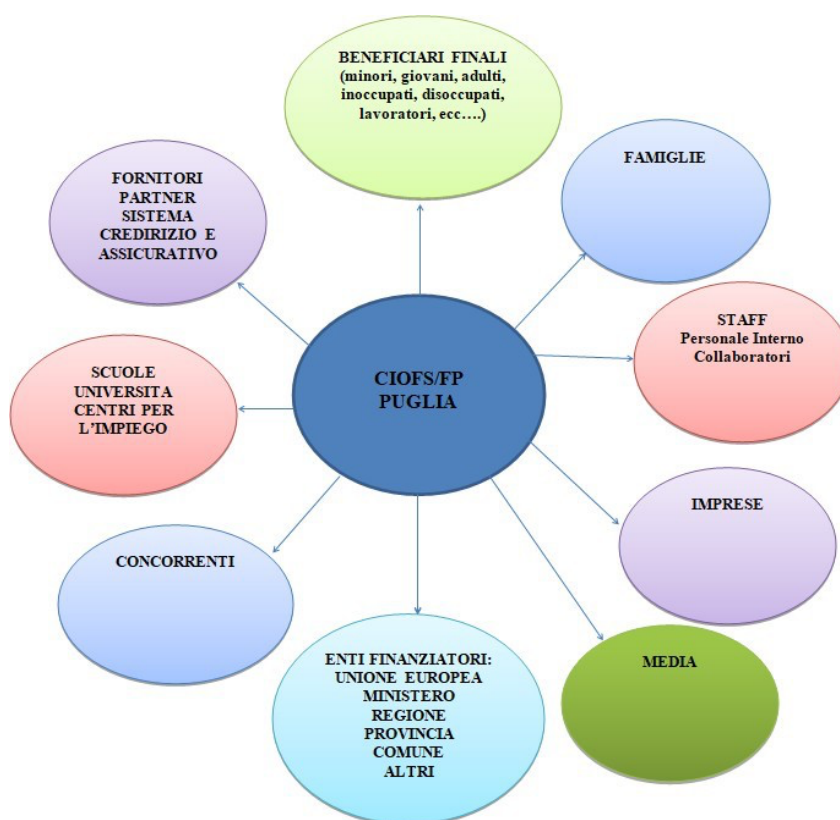 BENEFICIARI FINALI
(minori, giovani, adulti,
inoccupati, disoccupati,
lavoratori, ecc….)
FAMIGLIE
FORNITORI
PARTNER
SISTEMA
CREDIRIZIO E
ASSICURATIVO
STAFF
Personale Interno
Collaboratori
CIOFS/FP
PUGLIA
SCUOLE
UNIVERSITA
CENTRI PER
L'IMPIEGO
IMPRESE
CONCORRENTI
ENTI FINANZIATORI:
UNIONE EUROPEA
MINISTERO
REGIONE
PROVINCIA
COMUNE
ALTRI
MEDIA